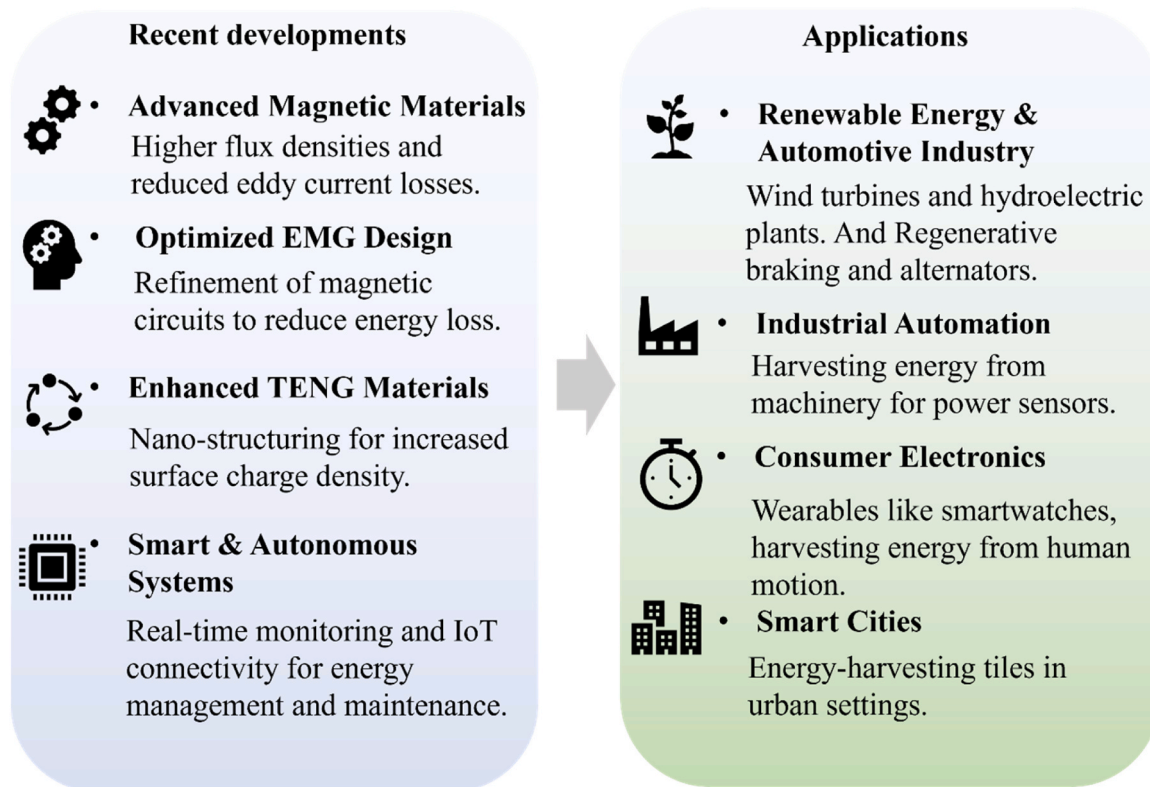 Recent developments
• Advanced Magnetic Materials
Higher flux densities and
reduced eddy current losses.
• Optimized EMG Design
Refinement of magnetic
circuits to reduce energy loss.
• Enhanced TENG Materials
Nano-structuring for increased
surface charge density.
• Smart & Autonomous
Systems
Real-time monitoring and IoT
connectivity for energy
management and maintenance.
Applications
• Renewable Energy &
Automotive Industry
Wind turbines and hydroelectric
plants. And Regenerative
braking and alternators.
• Industrial Automation
Harvesting energy from
machinery for power sensors.
• Consumer Electronics
Wearables like smartwatches,
harvesting energy from human
motion.
• Smart Cities
Energy-harvesting tiles in
urban settings.